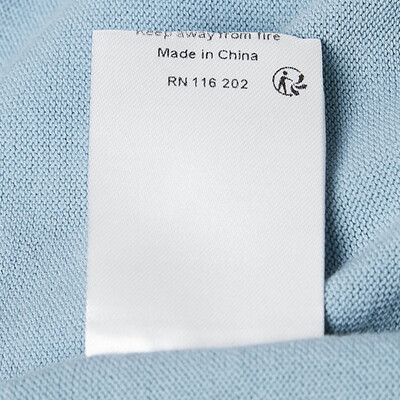 Keep away from fire
Made in China
RN 116 202